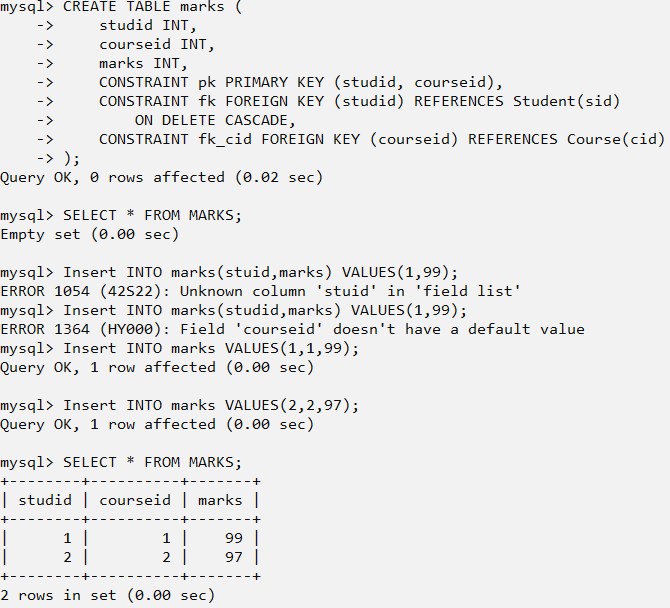 mysql> CREATE TABLE marks (
    ->     studid INT,
    ->     courseid INT,
    ->     marks INT,
    ->     CONSTRAINT pk PRIMARY KEY (studid, courseid),
    ->     CONSTRAINT fk FOREIGN KEY (studid) REFERENCES Student(sid)
    ->         ON DELETE CASCADE,
    ->     CONSTRAINT fk_cid FOREIGN KEY (courseid) REFERENCES Course(cid)
    -> );
Query OK, 0 rows affected (0.02 sec)

mysql> SELECT * FROM MARKS;
Empty set (0.00 sec)

mysql> Insert INTO marks(stuid,marks) VALUES(1,99);
ERROR 1054 (42S22): Unknown column 'stuid' in 'field list'
mysql> Insert INTO marks(studid,marks) VALUES(1,99);
ERROR 1364 (HY000): Field 'courseid' doesn't have a default value
mysql> Insert INTO marks VALUES(1,1,99);
Query OK, 1 row affected (0.00 sec)

mysql> Insert INTO marks VALUES(2,2,97);
Query OK, 1 row affected (0.00 sec)

mysql> SELECT * FROM MARKS;
+--------+----------+-------+
| studid | courseid | marks |
+--------+----------+-------+
|      1 |        1 |    99 |
|      2 |        2 |    97 |
+--------+----------+-------+
2 rows in set (0.00 sec)